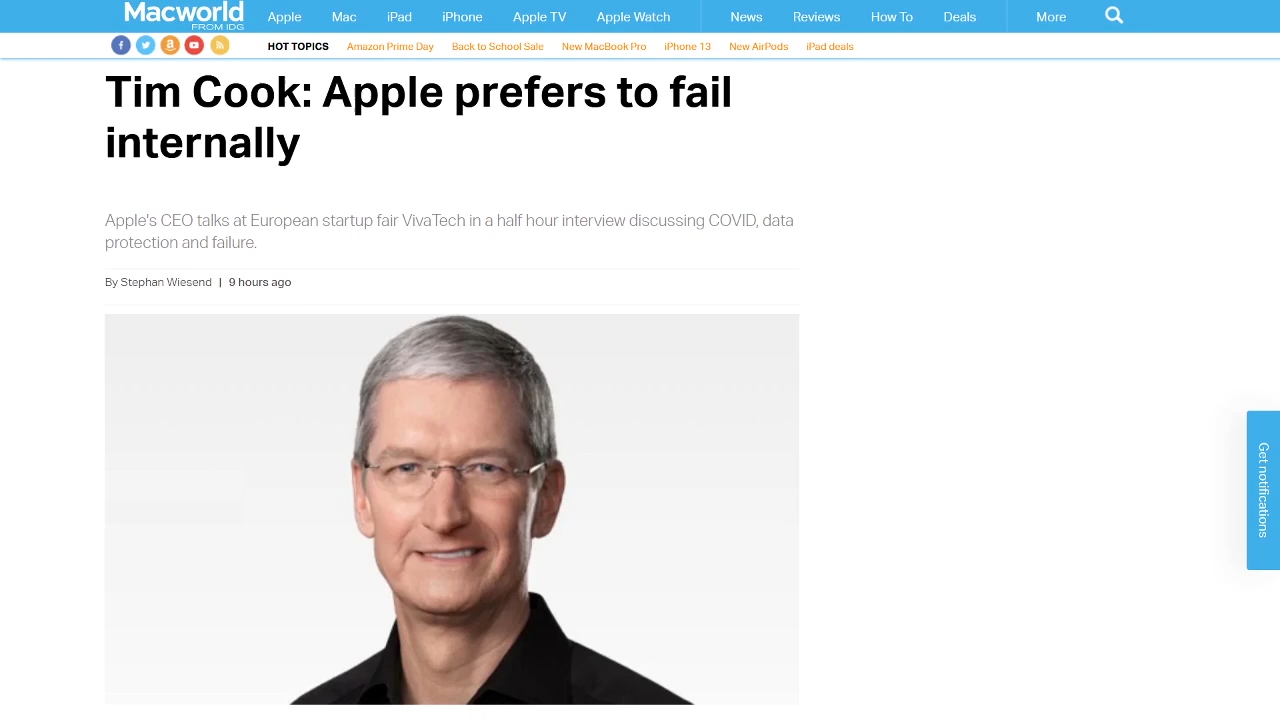 Macworld
FROM IDG
Apple Mac iPad iPhone Apple TV Apple Watch News Reviews How To Deals More
HOT TOPICS Amazon Prime Day Back to School Sale New MacBook Pro iPhone 13 New AirPods iPad deals
Tim Cook: Apple prefers to fail
internally
Apple's CEO talks at European startup fair VivaTech in a half hour interview discussing COVID, data
protection and failure.
By Stephan Wiesend | 9 hours ago
Get notifications